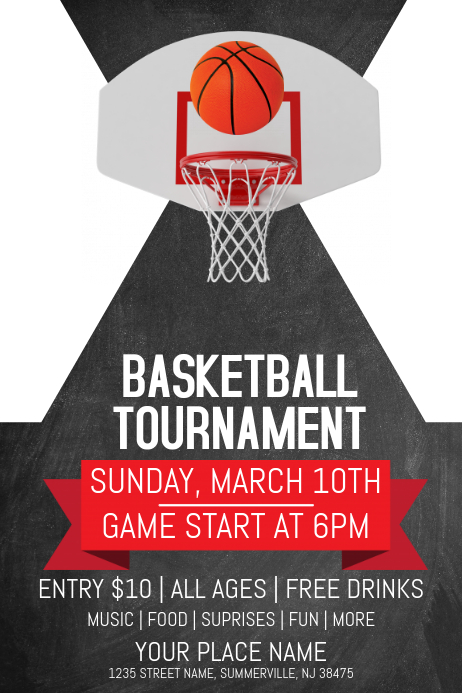 BASKETBALL
TOURNAMENT
SUNDAY, MARCH 10TH
GAME START AT 6PM
ENTRY $10 | ALL AGES | FREE DRINKS
MUSIC | FOOD | SUPRISES | FUN | MORE
YOUR PLACE NAME
1235 STREET NAME, SUMMERVILLE, NJ 38475